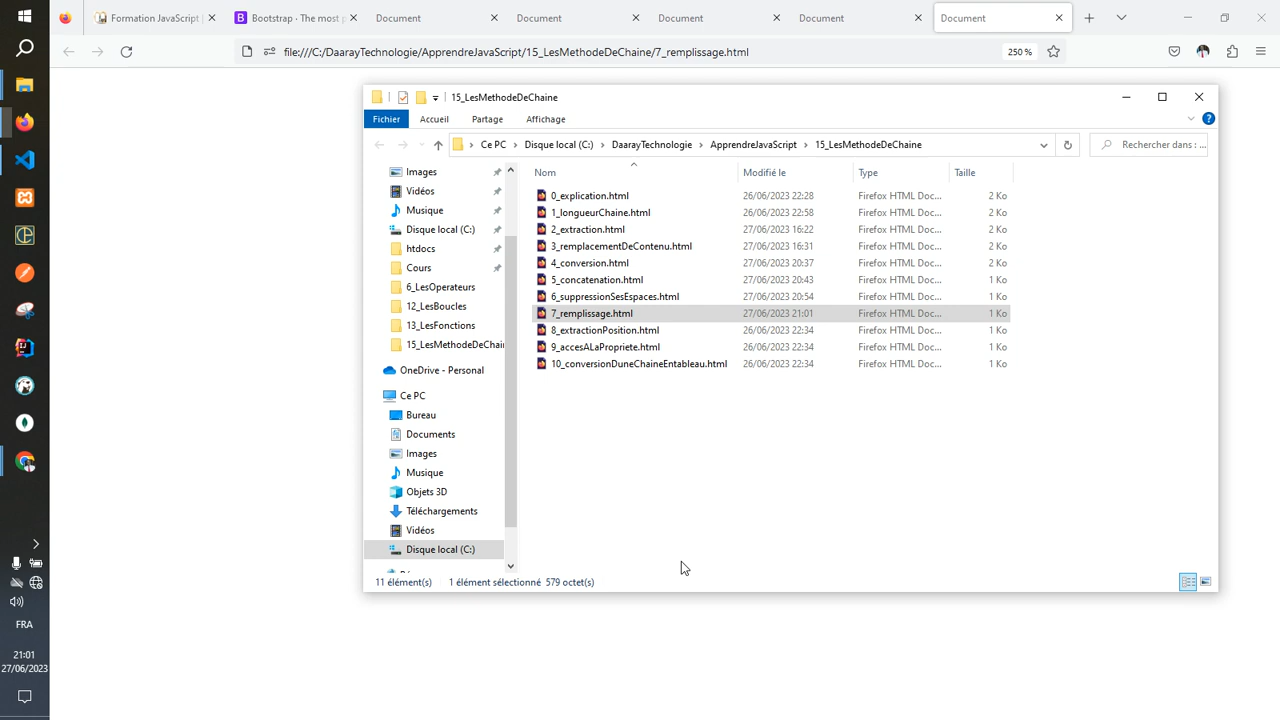 Formation JavaScript
Bootstrap · The most p
Document
Document
Document
Document
Document
file:///C:/DaarayTechnologie/ApprendreJavaScript/15_LesMethodeDeChaine/7_remplissage.html
250 %
15_LesMethodeDeChaine
Fichier
Accueil
Partage
Affichage
Ce PC
Disque local (C:)
DaarayTechnologie
ApprendreJavaScript
15_LesMethodeDeChaine
Rechercher dans : ...
Images
Vidéos
Musique
Disque local (C:)
htdocs
Cours
6_LesOperateurs
12_LesBoucles
13_LesFonctions
15_LesMethodeDeChai
OneDrive - Personal
Ce PC
Bureau
Documents
Images
Musique
Objets 3D
Téléchargements
Vidéos
Disque local (C:)
Nom Modifié le Type Taille
0_explication.html 26/06/2023 22:28 Firefox HTML Doc... 2 Ko
1_longueurChaine.html 26/06/2023 22:58 Firefox HTML Doc... 2 Ko
2_extraction.html 27/06/2023 16:22 Firefox HTML Doc... 2 Ko
3_remplacementDeContenu.html 27/06/2023 16:31 Firefox HTML Doc... 2 Ko
4_conversion.html 27/06/2023 20:37 Firefox HTML Doc... 2 Ko
5_concatenation.html 27/06/2023 20:43 Firefox HTML Doc... 1 Ko
6_suppressionSesEspaces.html 27/06/2023 20:54 Firefox HTML Doc... 1 Ko
7_remplissage.html 27/06/2023 21:01 Firefox HTML Doc... 1 Ko
8_extractionPosition.html 26/06/2023 22:34 Firefox HTML Doc... 1 Ko
9_accesALaPropriete.html 26/06/2023 22:34 Firefox HTML Doc... 1 Ko
10_conversionDuneChaineEntableau.html 26/06/2023 22:34 Firefox HTML Doc... 1 Ko
11 élément(s)
1 élément sélectionné 579 octet(s)
FRA
21:01
27/06/2023